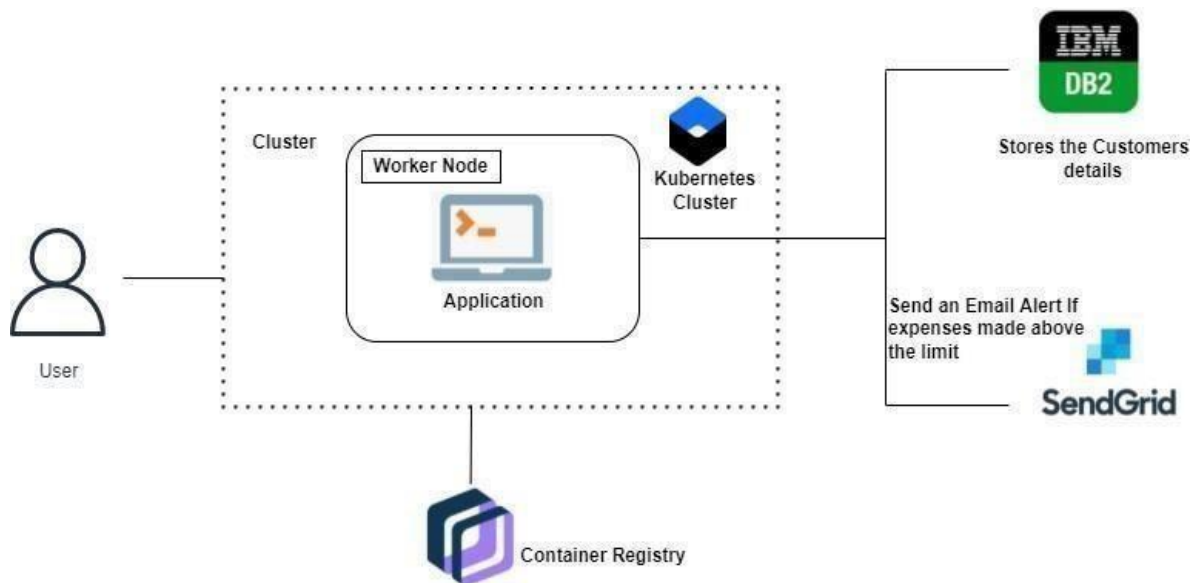 IBM
DB2
Stores the Customers
details
Cluster
Worker Node
Kubernetes
Cluster
Application
User
Send an Email Alert If
expenses made above
the limit
SendGrid
Container Registry